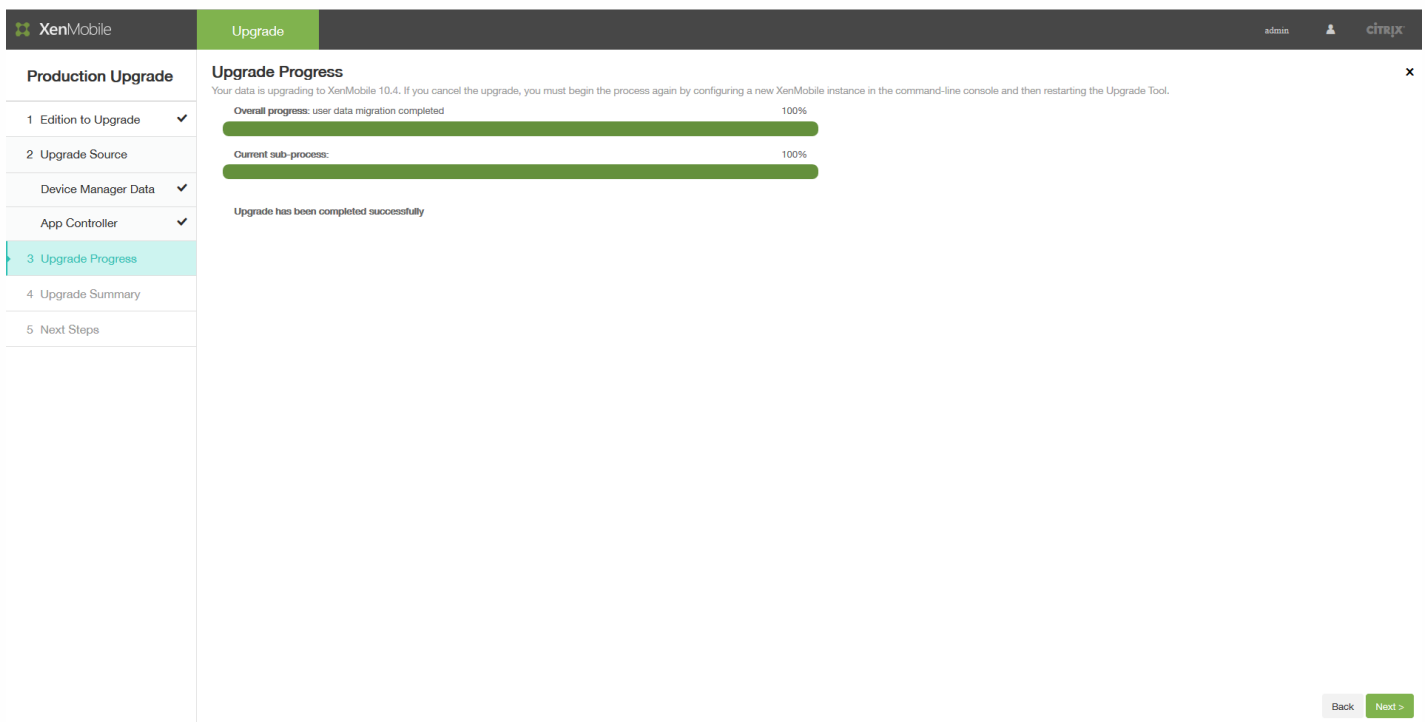 XenMobile
Upgrade
admin
CİTRIX
Production Upgrade
1 Edition to Upgrade
2 Upgrade Source
Device Manager Data
App Controller
3 Upgrade Progress
4 Upgrade Summary
5 Next Steps
Upgrade Progress
Your data is upgrading to XenMobile 10.4. If you cancel the upgrade, you must begin the process again by configuring a new XenMobile instance in the command-line console and then restarting the Upgrade Tool.
Overall progress: user data migration completed 100%
Current sub-process: 100%
Upgrade has been completed successfully
Back
Next >